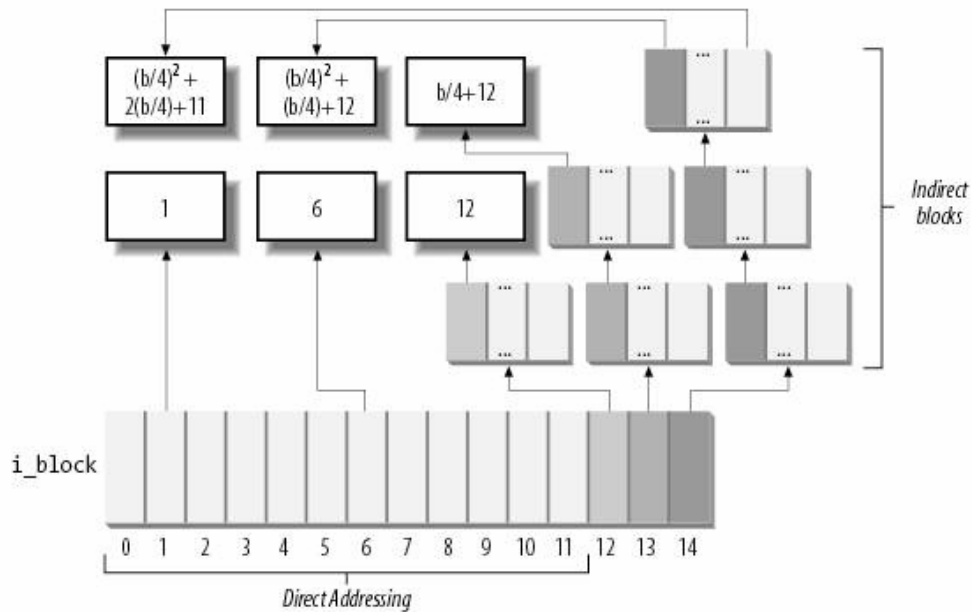 (b/4)² +
2(b/4)+11
(b/4)² +
(b/4)+12
b/4+12
...
...
1
6
12
...
...
...
...
Indirect
blocks
...
...
...
...
...
...
i_block
0 1 2 3 4 5 6 7 8 9 10 11 12 13 14
Direct Addressing